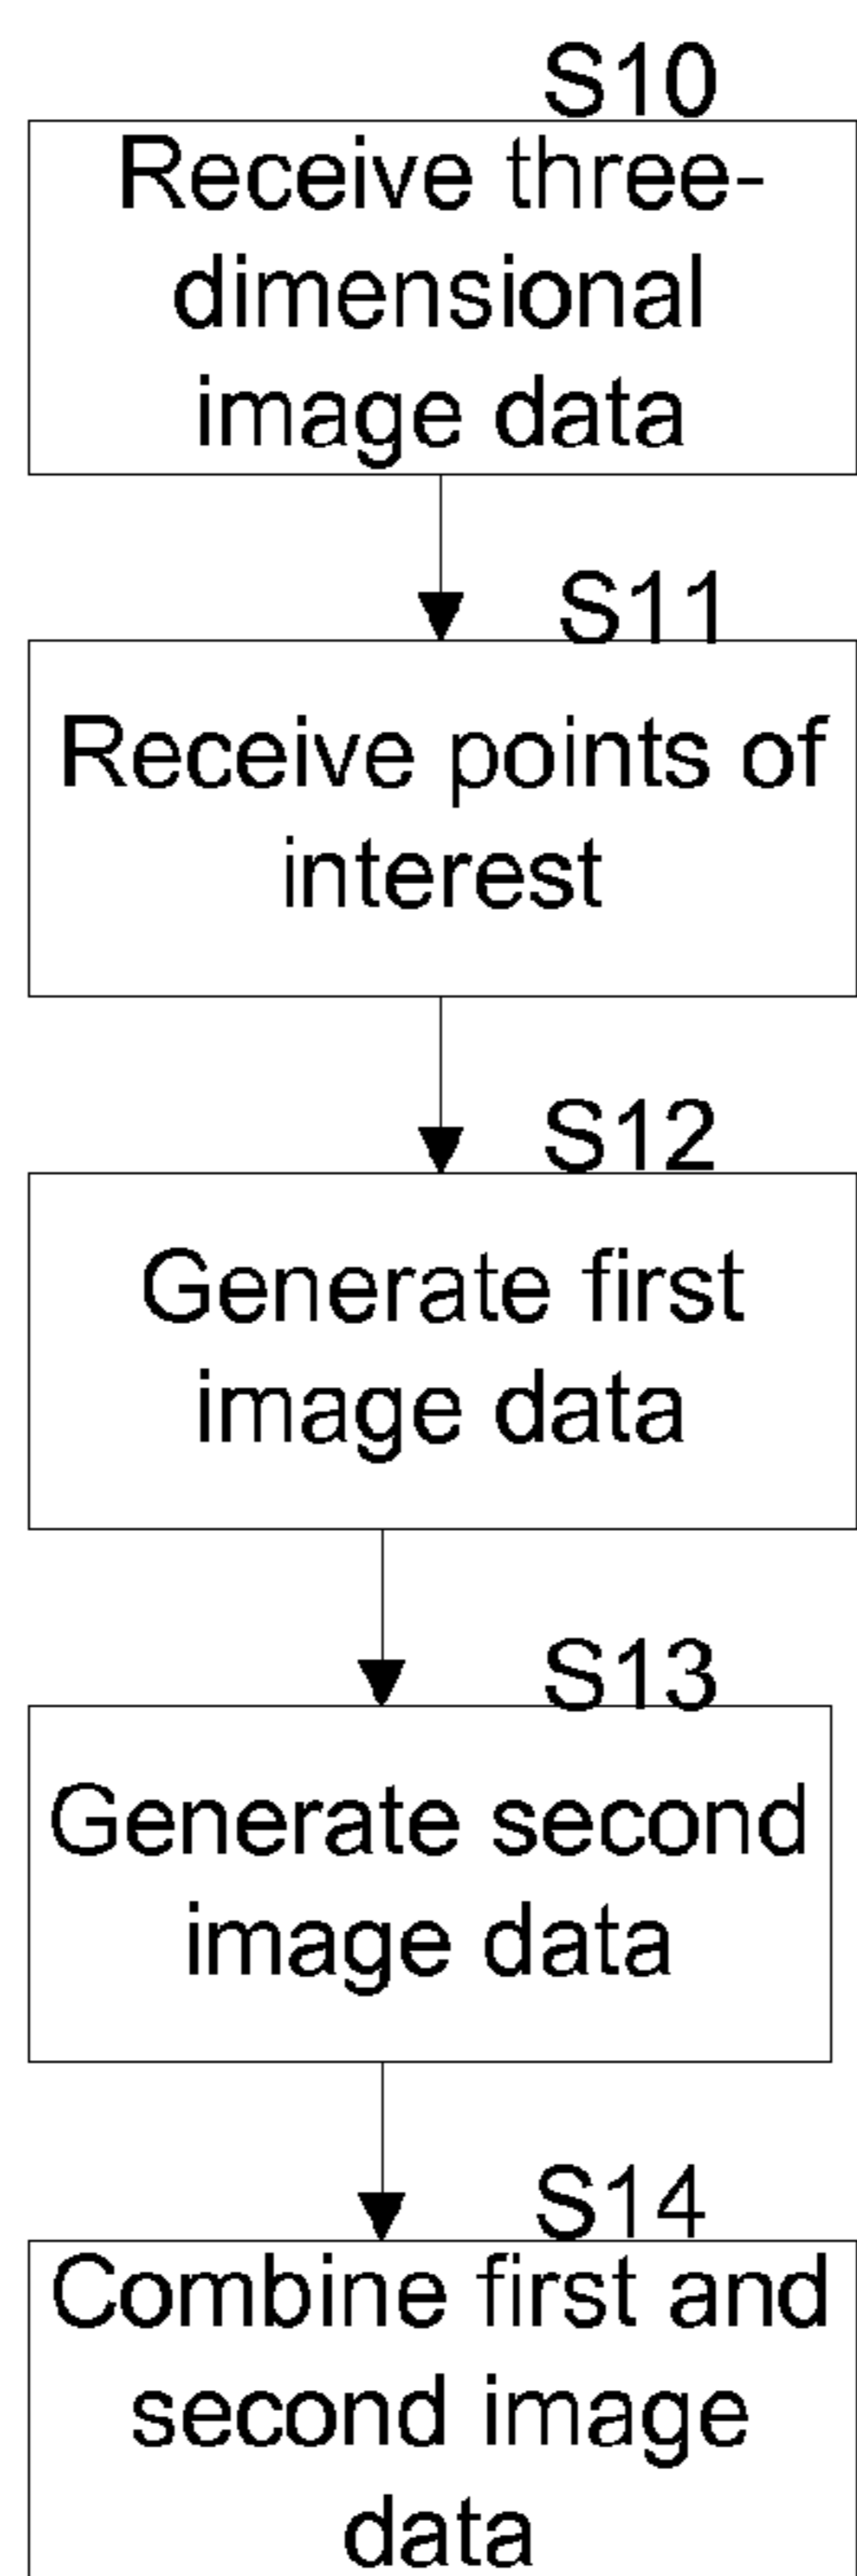 S10
Receive three-
dimensional
image data
S11
Receive points of
interest
S12
Generate first
image data
S13
Generate second
image data
S14
Combine first and
second image
data